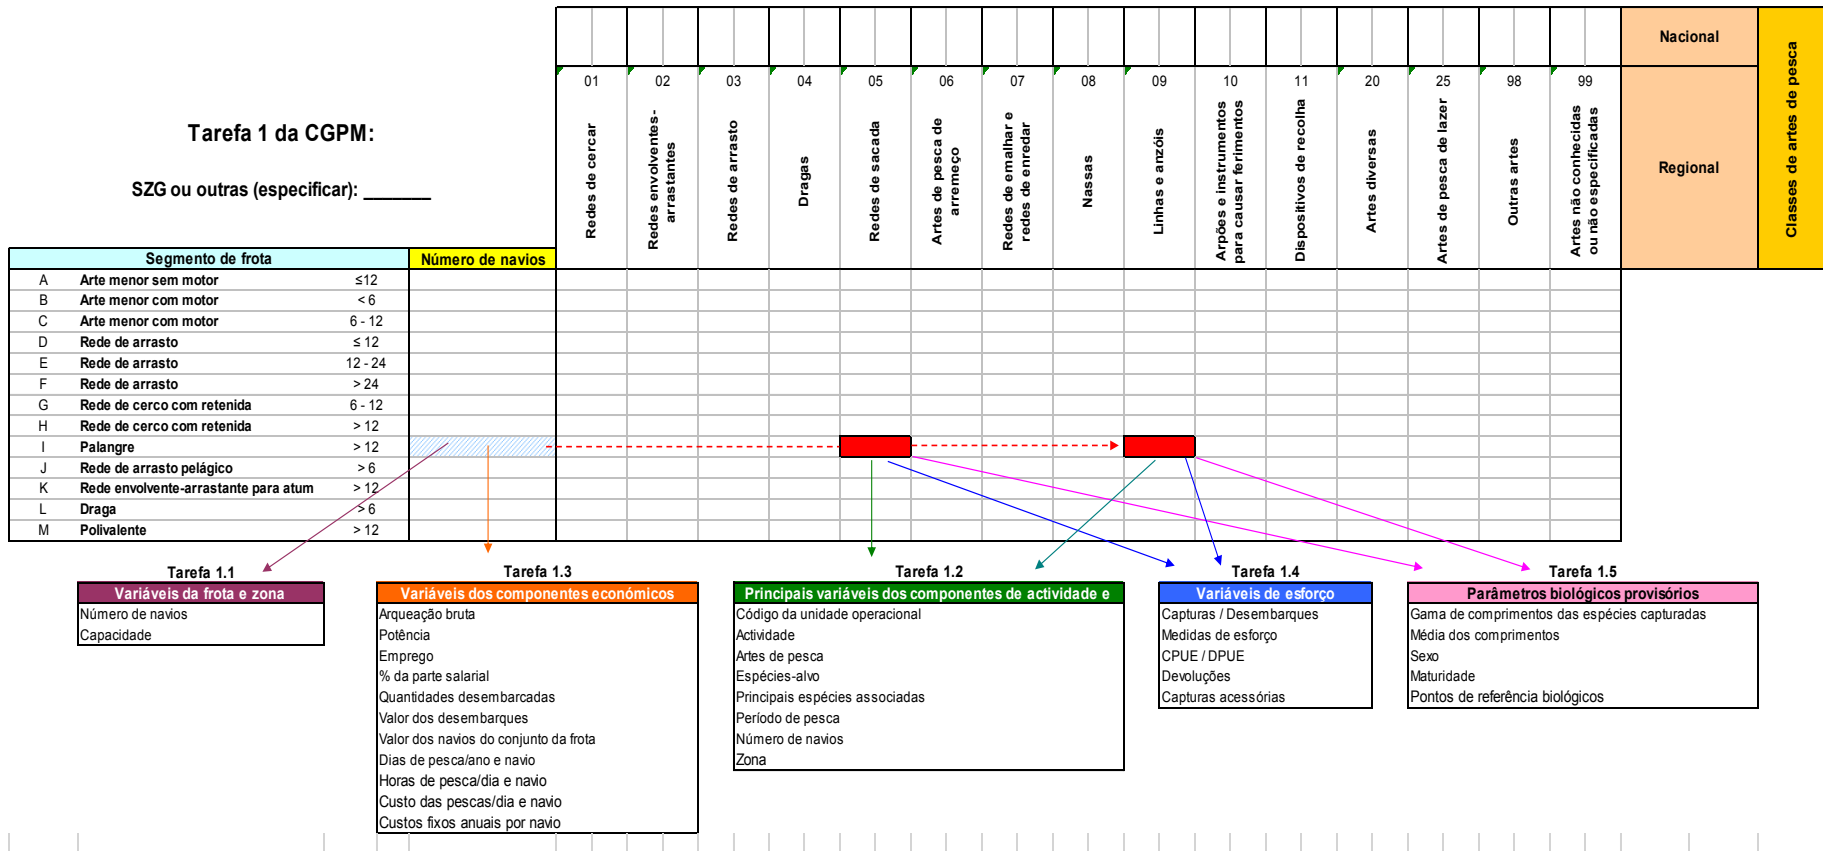 Nacional
Classes de artes de pesca
01 02 03 04 05 06 07 08 09 10 11 20 25 98 99
Redes de cercar
Redes envolventes-
arrastantes
Redes de arrasto
Dragas
Redes de sacada
Artes de pesca de
arremeço
Redes de emalhar e
redes de enredar
Nassas
Linhas e anzóis
Arpões e instrumentos
para causar ferimentos
Dispositivos de recolha
Artes diversas
Artes de pesca de lazer
Outras artes
Artes não conhecidas
ou não especificadas
Regional
Tarefa 1 da CGPM:
SZG ou outras (especificar): _______
Segmento de frota Número de navios
A Arte menor sem motor ≤12
B Arte menor com motor < 6
C Arte menor com motor 6 - 12
D Rede de arrasto ≤ 12
E Rede de arrasto 12 - 24
F Rede de arrasto > 24
G Rede de cerco com retenida 6 - 12
H Rede de cerco com retenida > 12
I Palangre > 12
J Rede de arrasto pelágico > 6
K Rede envolvente-arrastante para atum > 12
L Draga > 6
M Polivalente > 12
Tarefa 1.1
Variáveis da frota e zona
Número de navios
Capacidade
Tarefa 1.3
Variáveis dos componentes económicos
Arqueação bruta
Potência
Emprego
% da parte salarial
Quantidades desembarcadas
Valor dos desembarques
Valor dos navios do conjunto da frota
Dias de pesca/ano e navio
Horas de pesca/dia e navio
Custo das pescas/dia e navio
Custos fixos anuais por navio
Tarefa 1.2
Principais variáveis dos componentes de actividade e
Código da unidade operacional
Actividade
Artes de pesca
Espécies-alvo
Principais espécies associadas
Período de pesca
Número de navios
Zona
Tarefa 1.4
Variáveis de esforço
Capturas / Desembarques
Medidas de esforço
CPUE / DPUE
Devoluções
Capturas acessórias
Tarefa 1.5
Parâmetros biológicos provisórios
Gama de comprimentos das espécies capturadas
Média dos comprimentos
Sexo
Maturidade
Pontos de referência biológicos